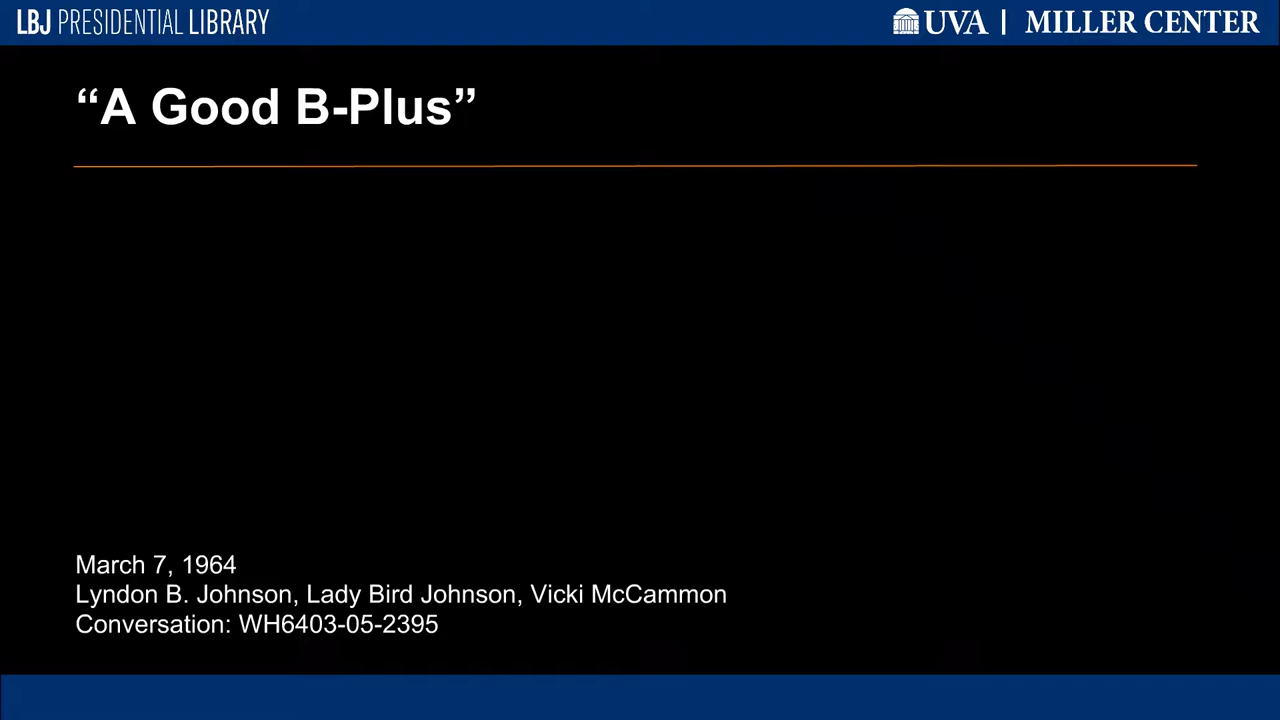 LBJ PRESIDENTIAL LIBRARY
UVA | MILLER CENTER
“A Good B-Plus”
March 7, 1964
Lyndon B. Johnson, Lady Bird Johnson, Vicki McCammon
Conversation: WH6403-05-2395